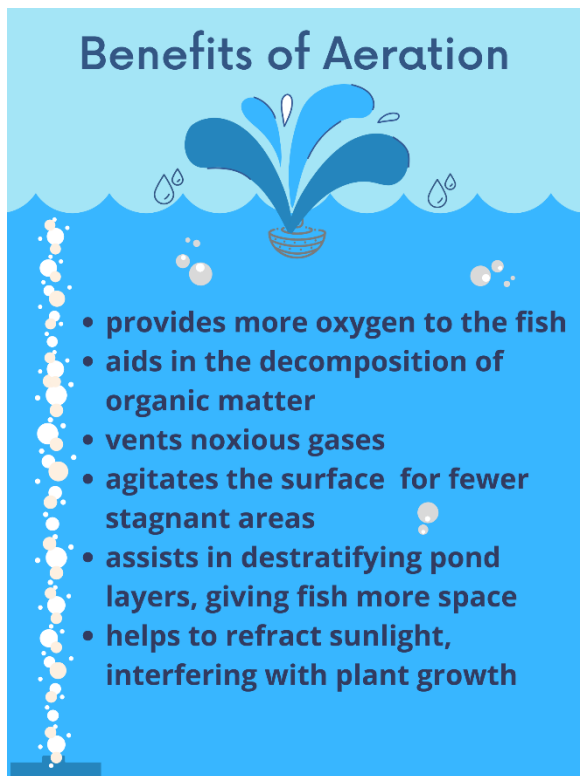 Benefits of Aeration
• provides more oxygen to the fish
• aids in the decomposition of
organic matter
• vents noxious gases
• agitates the surface  for fewer
stagnant areas
• assists in destratifying pond
layers, giving fish more space
• helps to refract sunlight,
interfering with plant growth